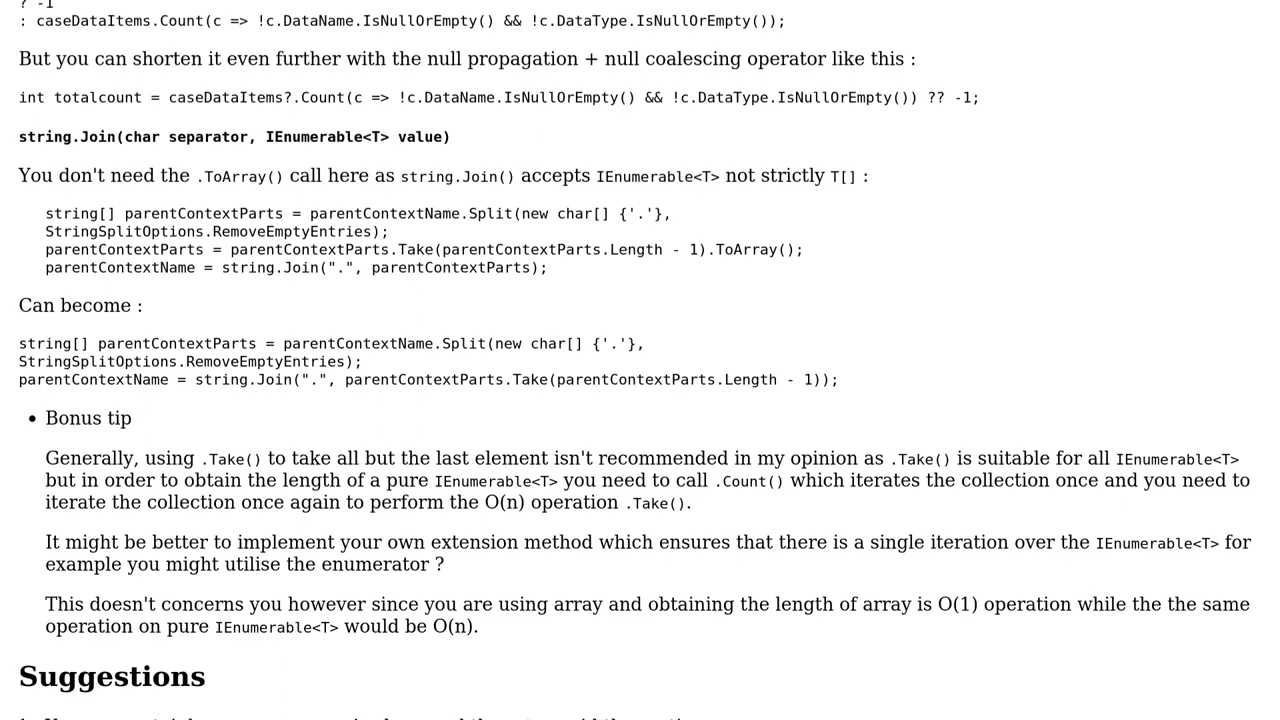 ? -1
: caseDataItems.Count(c => !c.DataName.IsNullOrEmpty() && !c.DataType.IsNullOrEmpty());
But you can shorten it even further with the null propagation + null coalescing operator like this :
int totalcount = caseDataItems?.Count(c => !c.DataName.IsNullOrEmpty() && !c.DataType.IsNullOrEmpty()) ?? -1;
string.Join(char separator, IEnumerable<T> value)
You don't need the .ToArray() call here as string.Join() accepts IEnumerable<T> not strictly T[] :
string[] parentContextParts = parentContextName.Split(new char[] {'.'},
StringSplitOptions.RemoveEmptyEntries);
parentContextParts = parentContextParts.Take(parentContextParts.Length - 1).ToArray();
parentContextName = string.Join(".", parentContextParts);
Can become :
string[] parentContextParts = parentContextName.Split(new char[] {'.'},
StringSplitOptions.RemoveEmptyEntries);
parentContextName = string.Join(".", parentContextParts.Take(parentContextParts.Length - 1));
• Bonus tip
Generally, using .Take() to take all but the last element isn't recommended in my opinion as .Take() is suitable for all IEnumerable<T>
but in order to obtain the length of a pure IEnumerable<T> you need to call .Count() which iterates the collection once and you need to
iterate the collection once again to perform the O(n) operation .Take().
It might be better to implement your own extension method which ensures that there is a single iteration over the IEnumerable<T> for
example you might utilise the enumerator ?
This doesn't concerns you however since you are using array and obtaining the length of array is O(1) operation while the the same
operation on pure IEnumerable<T> would be O(n).
Suggestions